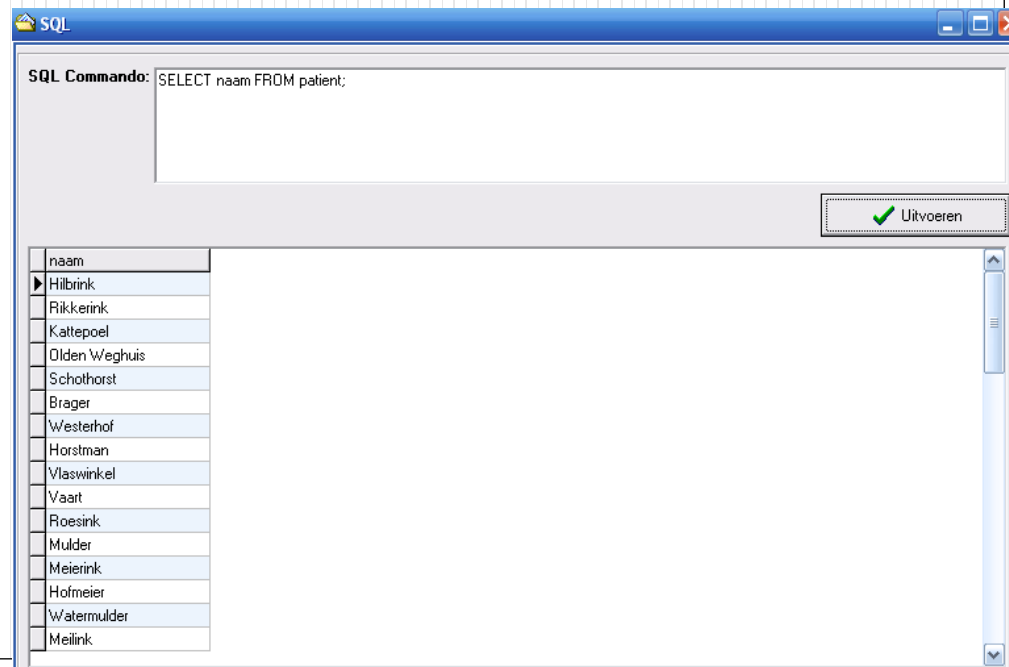 SQL
SQL Commando: SELECT naam FROM patient;
Uitvoeren
naam
Hilbrink
Rikkerink
Kattepoel
Olden Weghuis
Schothorst
Brager
Westerhof
Horstman
Vlaswinkel
Vaart
Roesink
Mulder
Meierink
Hofmeier
Watermulder
Meilink